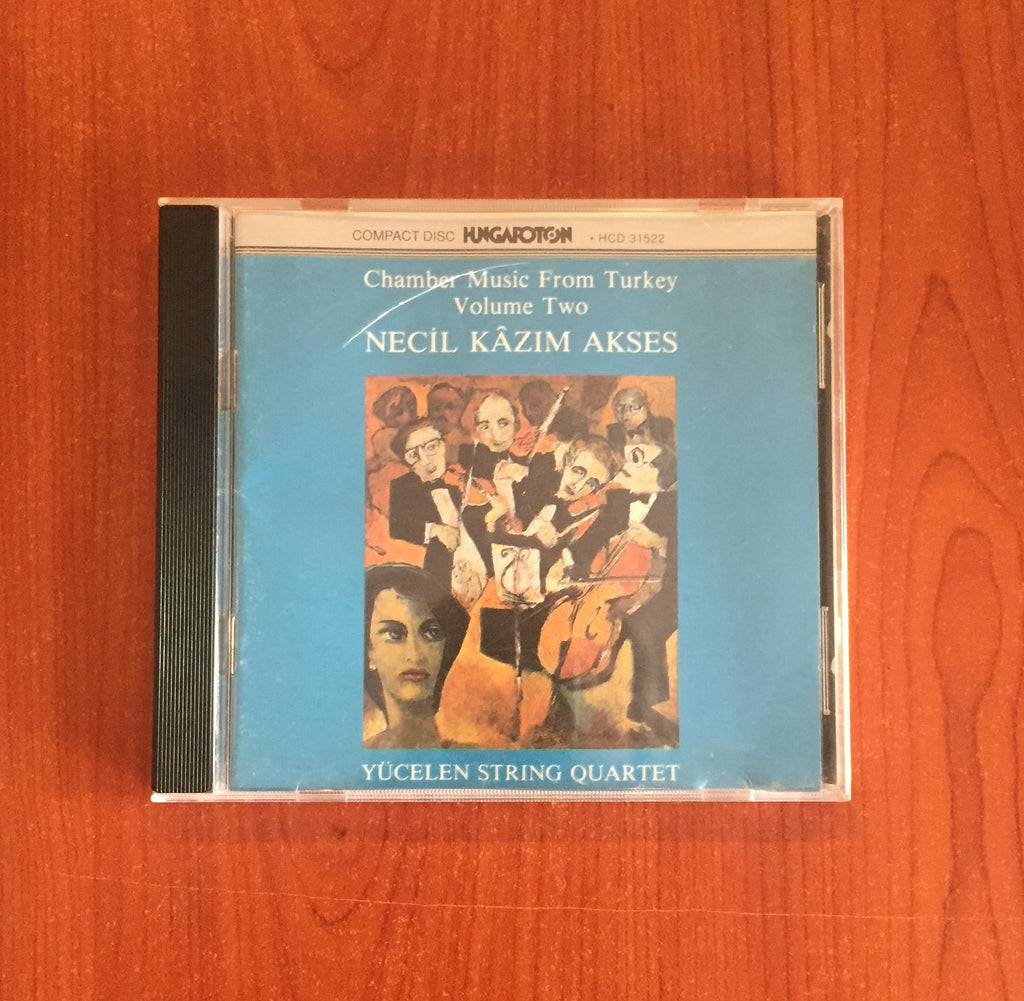 COMPACT DISC HUNGAROTON • HCD 31522
Chamber Music From Turkey
Volume Two
NECİL KÂZIM AKSES
YÜCELEN STRING QUARTET